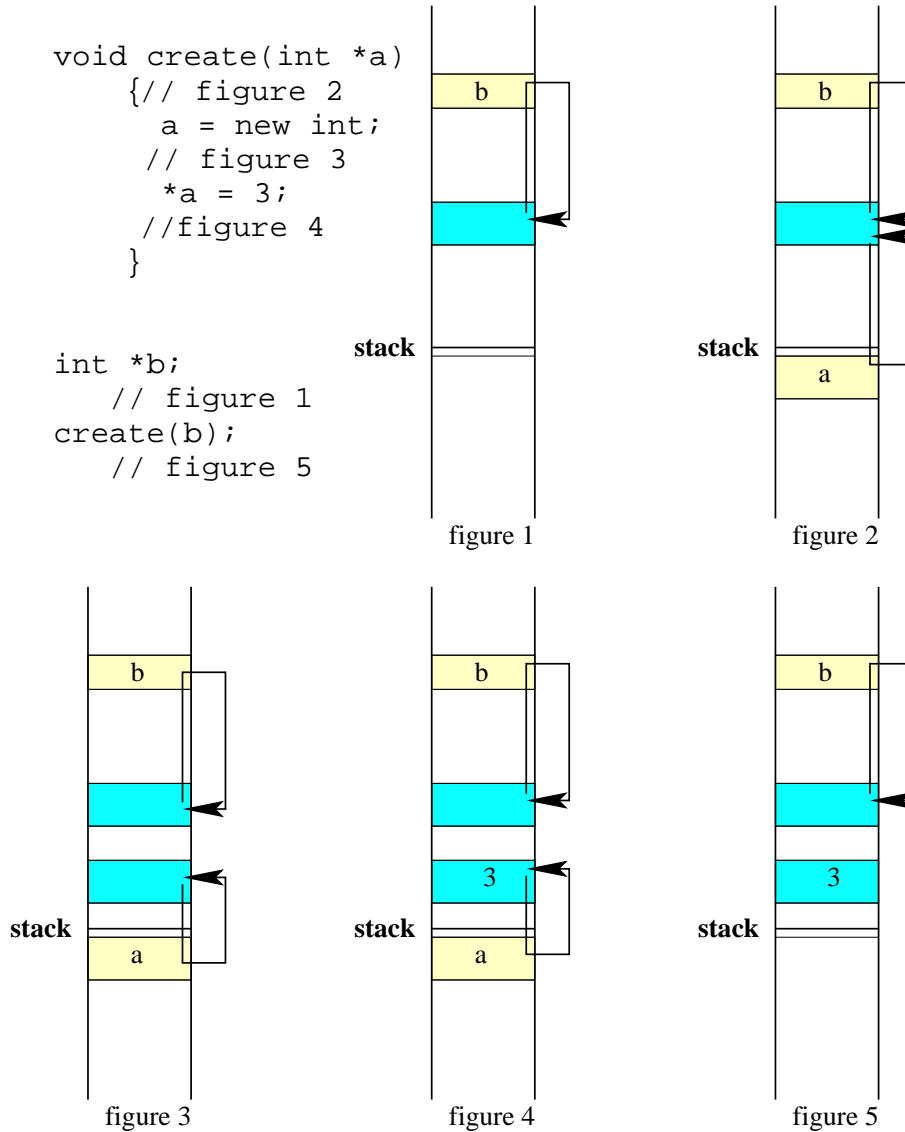 void create(int *a)
{// figure 2
a = new int;
// figure 3
*a = 3;
//figure 4
}
int *b;
// figure 1
create(b);
// figure 5
b
stack
figure 1
b
a
figure 2
b
stack
a
figure 3
b
3
stack
a
figure 4
b
3
stack
figure 5
stack